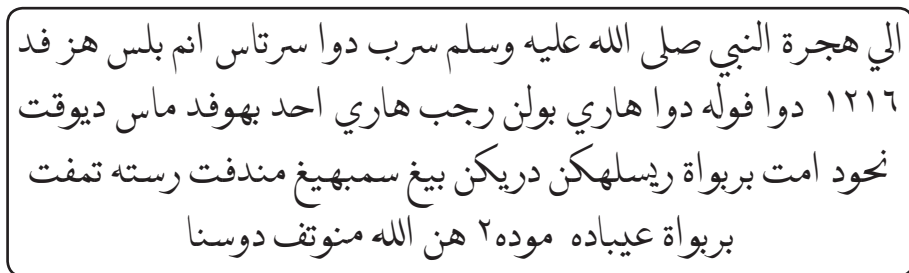 الي هجرة النبي صلى الله عليه وسلم سرب دوا سرتاس انم بلس هز فد
١٢١٦ دوا فوله دوا هاري بولن رجب هاري احد بهوفد ماس ديوقت
نحود امت بربواة ريسلهكن دريكن بيغ سمبهيغ مندفت رسته تمفت
بربواة عيباده موده٢ هن الله منوتف دوسنا